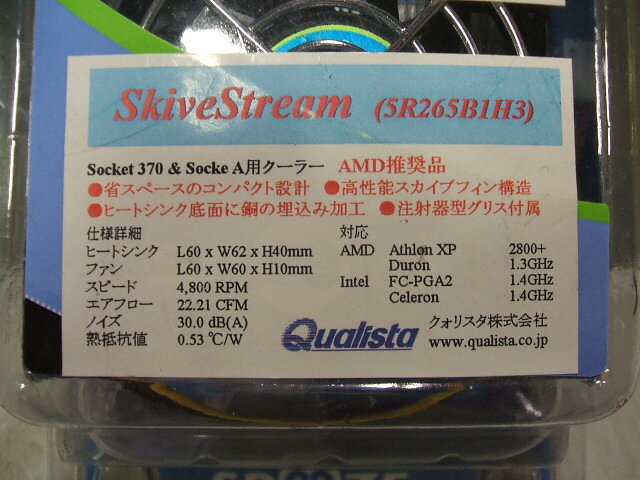 SkiveStream (5R265B1H3)
Socket 370 & Socke A用クーラー AMD推奨品
●省スペースのコンパクト設計 ●高性能スカイブフィン構造
●ヒートシンク底面に銅の埋込み加工 ●注射器型グリス付属
仕様詳細 対応
ヒートシンク L60 x W62 x H40mm AMD Athlon XP 2800+
ファン L60 x W60 x H10mm Duron 1.3GHz
スピード 4,800 RPM Intel FC-PGA2 1.4GHz
エアフロー 22.21 CFM Celeron 1.4GHz
ノイズ 30.0 dB(A)
熱抵抗値 0.53 ℃/W
Qualista クォリスタ株式会社
www.qualista.co.jp